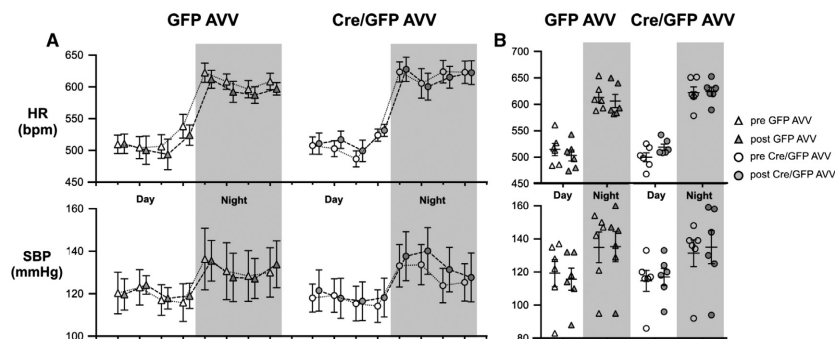 GFP AVV Cre/GFP AVV
A
650
600
HR
(bpm)
550
500
450
Day Night Day Night
160
140
SBP
(mmHg)
120
100
GFP AVV Cre/GFP AVV
B
700
650
600
550
500
450
Day Night Day Night
160
140
120
100
80
pre GFP AVV
post GFP AVV
pre Cre/GFP AVV
post Cre/GFP AVV